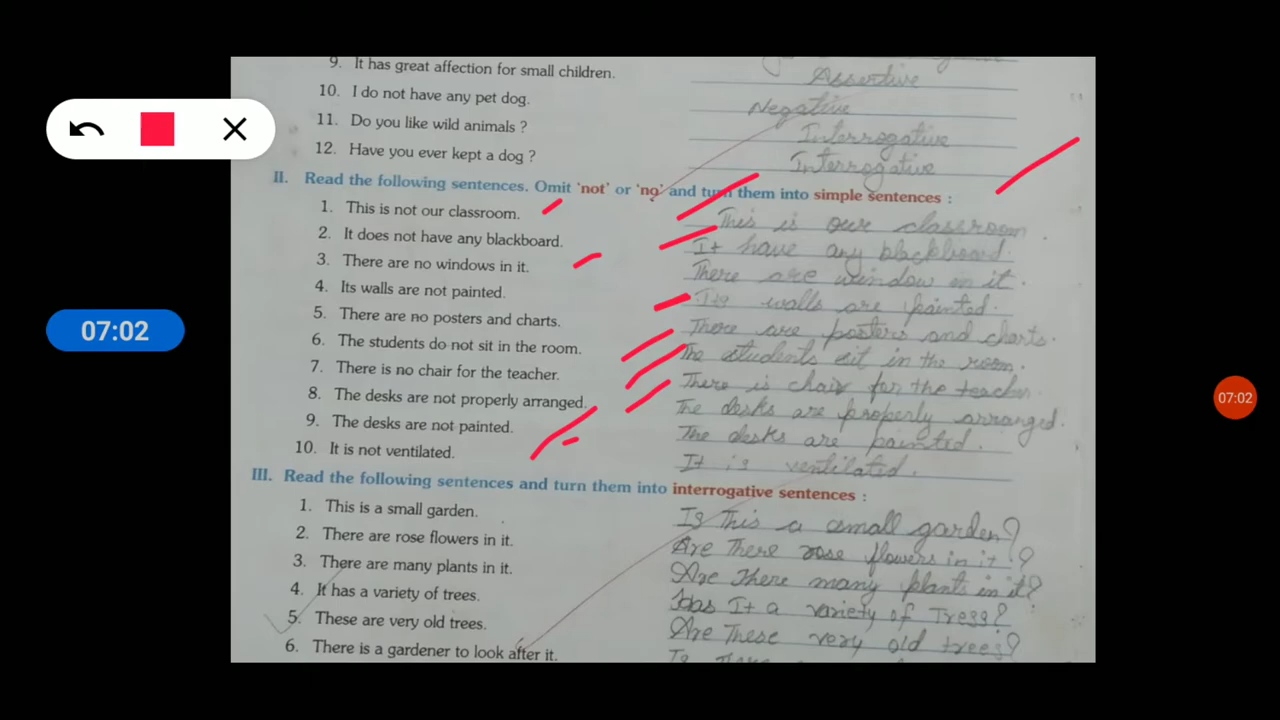 9. It has great affection for small children. Assertive
10. I do not have any pet dog. Negative
11. Do you like wild animals ? Interrogative
12. Have you ever kept a dog ? Interrogative
II. Read the following sentences. Omit 'not' or 'no' and turn them into simple sentences :
1. This is not our classroom. This is our classroom.
2. It does not have any blackboard. It have any blackboard.
3. There are no windows in it. There are window in it.
4. Its walls are not painted. Its walls are painted.
5. There are no posters and charts. There are posters and charts.
6. The students do not sit in the room. The students sit in the room.
7. There is no chair for the teacher. There is chair for the teacher.
8. The desks are not properly arranged. The desks are properly arranged.
9. The desks are not painted. The desks are painted.
10. It is not ventilated. It is ventilated.
III. Read the following sentences and turn them into interrogative sentences :
1. This is a small garden. Is This a small garden?
2. There are rose flowers in it. Are There rose flowers in it ?
3. There are many plants in it. Are There many plants in it?
4. It has a variety of trees. Has It a variety of Tress?
5. These are very old trees. Are These very old trees?
6. There is a gardener to look after it.
07:02
07:02